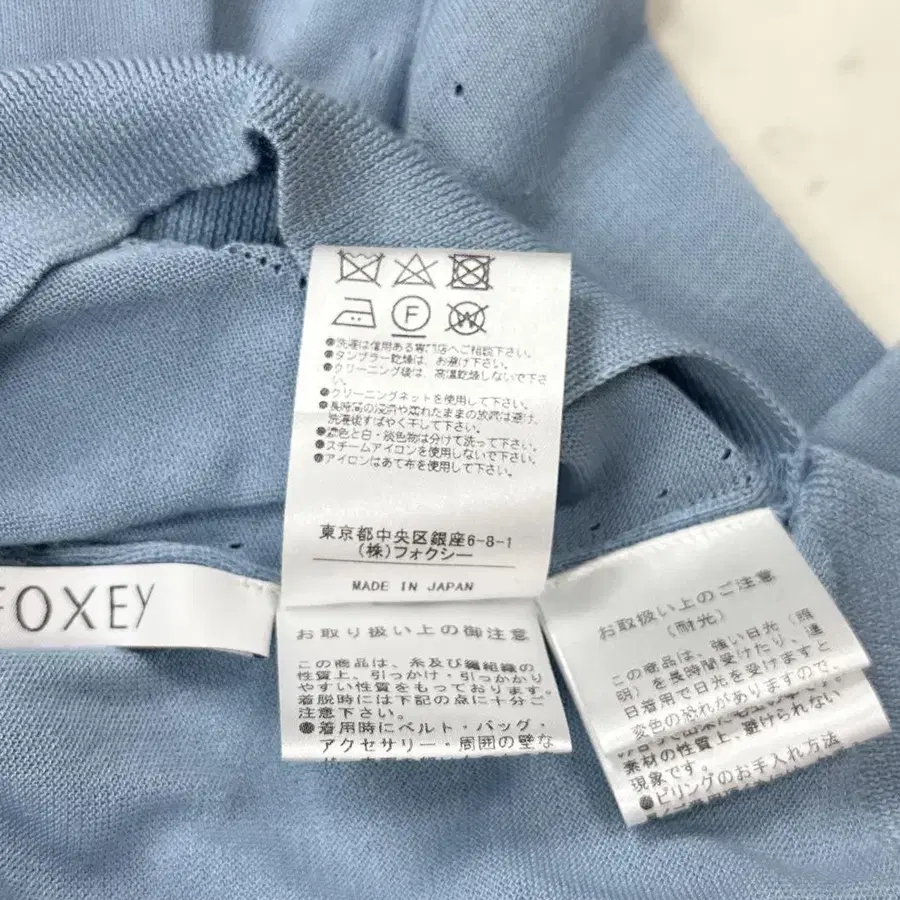 F
W
●洗濯は信用ある専門店へご相談下さい。
●タンブラー乾燥は、お避け下さい。
●クリーニング後は、高温乾燥しないで下さ
い。
●クリーニングネットを使用して下さい。
●長時間の浸漬や濡れたままの放置は避け、
洗濯後すばやく干して下さい。
●濃色と白・淡色物は分けて洗って下さい。
●スチームアイロンを使用しないで下さい。
●アイロンはあて布を使用して下さい。
東京都中央区銀座6-8-1
(株)フォクシー
MADE IN JAPAN
FOXEY
お取り扱い上の御注意
この商品は、糸及び編組織の
性質上、引っかけ・引っかかり
やすい性質をもっております。
着脱時には下記の点に十分ご
注意下さい。
●着用時にベルト・バッグ・
アクセサリー・周囲の壁な
お取扱い上のご注意
(耐光)
この商品は、強い日光(照
明)を長時間受けたり、連
日着用で日光を受けますと
変色の恐れがありますので、
素材の性質上、避けられない
現象です。
●ピリングのお手入れ方法